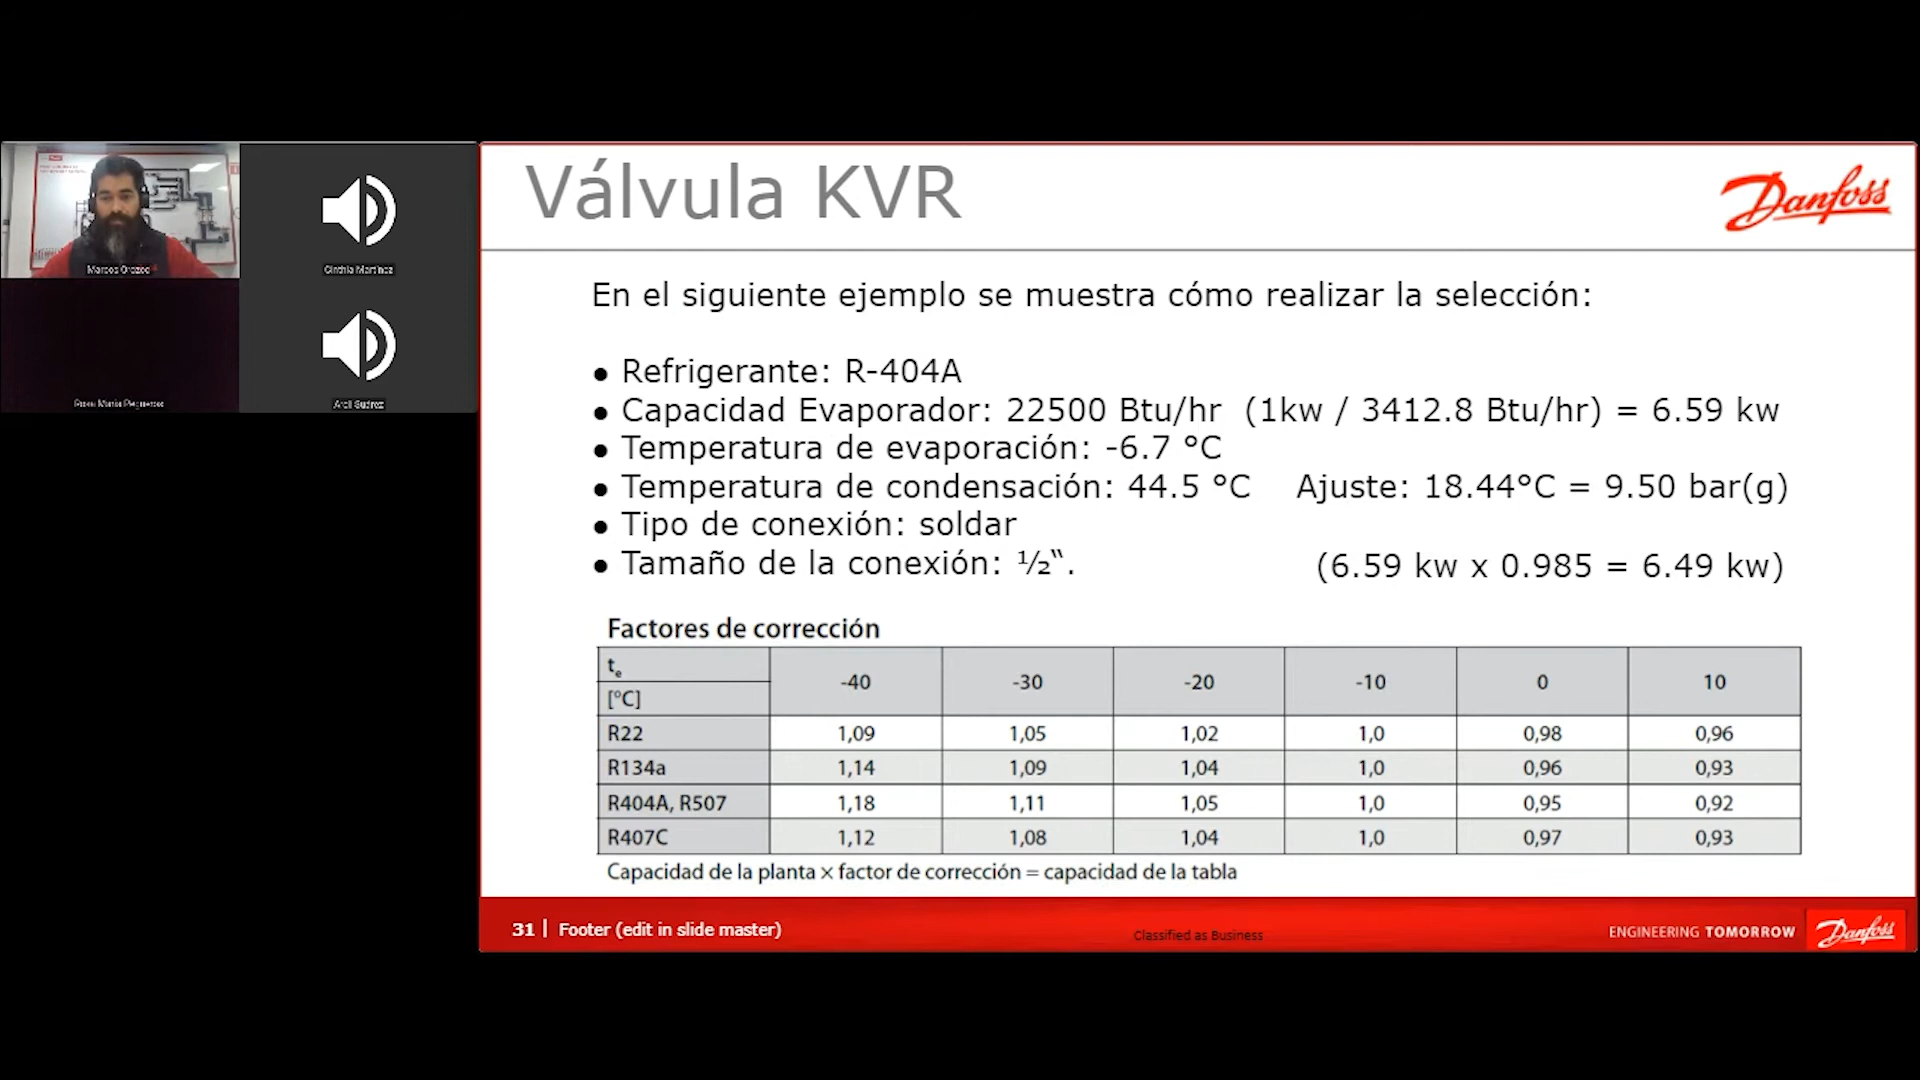 Marcos Orozco
Cinthia Martínez
Rosa María Pegueros
Areli Suárez
Válvula KVR
Danfoss
En el siguiente ejemplo se muestra cómo realizar la selección:
● Refrigerante: R-404A
● Capacidad Evaporador: 22500 Btu/hr (1kw / 3412.8 Btu/hr) = 6.59 kw
● Temperatura de evaporación: -6.7 °C
● Temperatura de condensación: 44.5 °C Ajuste: 18.44°C = 9.50 bar(g)
● Tipo de conexión: soldar
● Tamaño de la conexión: ½“. (6.59 kw x 0.985 = 6.49 kw)
Factores de corrección
te [°C] -40 -30 -20 -10 0 10
R22 1,09 1,05 1,02 1,0 0,98 0,96
R134a 1,14 1,09 1,04 1,0 0,96 0,93
R404A, R507 1,18 1,11 1,05 1,0 0,95 0,92
R407C 1,12 1,08 1,04 1,0 0,97 0,93
Capacidad de la planta × factor de corrección = capacidad de la tabla
31 | Footer (edit in slide master)
Classified as Business
ENGINEERING TOMORROW
Danfoss